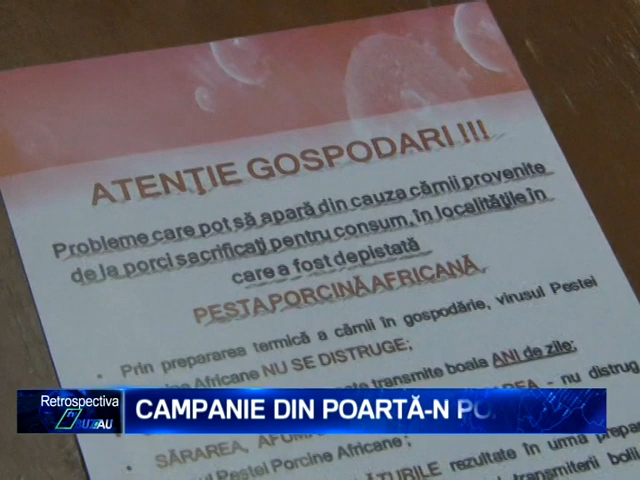 ATENŢIE GOSPODARI !!!
Probleme care pot să apară din cauza cărnii provenite
de la porci sacrificaţi pentru consum, în localităţile în
care a fost depistată
PESTA PORCINĂ AFRICANĂ
• Prin prepararea termică a cărnii în gospodărie, virusul Pestei
Porcine Africane NU SE DISTRUGE;
transmite boala ANI de zile;
- nu distrug
Retrospectiva
TV BUZĂU
CAMPANIE DIN POARTĂ-N
• SĂRAREA,
Pestei Porcine Africane;
rezultate în urma
transmiterii bolii